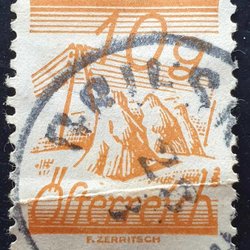 10g
Österreich
F. ZERRITSCH